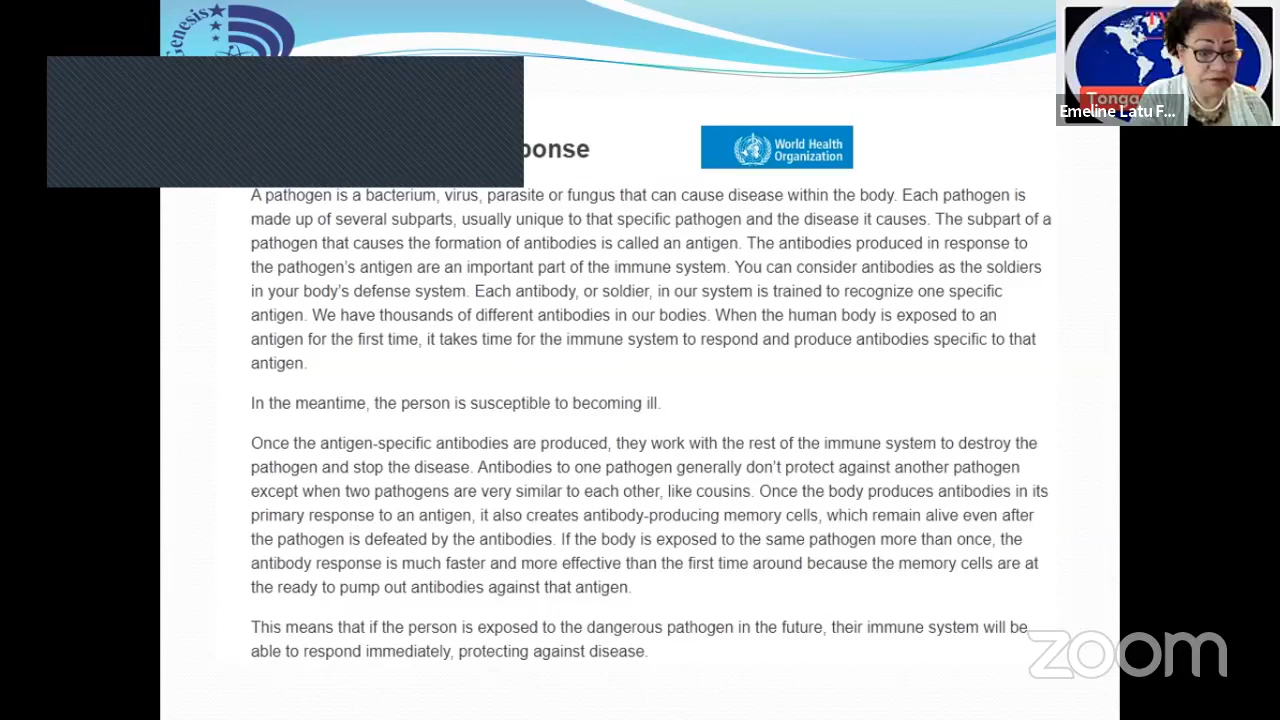 Genesis
Tonga
Emeline Latu F...
World Health
Organization
A pathogen is a bacterium, virus, parasite or fungus that can cause disease within the body. Each pathogen is
made up of several subparts, usually unique to that specific pathogen and the disease it causes. The subpart of a
pathogen that causes the formation of antibodies is called an antigen. The antibodies produced in response to
the pathogen’s antigen are an important part of the immune system. You can consider antibodies as the soldiers
in your body’s defense system. Each antibody, or soldier, in our system is trained to recognize one specific
antigen. We have thousands of different antibodies in our bodies. When the human body is exposed to an
antigen for the first time, it takes time for the immune system to respond and produce antibodies specific to that
antigen.
In the meantime, the person is susceptible to becoming ill.
Once the antigen-specific antibodies are produced, they work with the rest of the immune system to destroy the
pathogen and stop the disease. Antibodies to one pathogen generally don’t protect against another pathogen
except when two pathogens are very similar to each other, like cousins. Once the body produces antibodies in its
primary response to an antigen, it also creates antibody-producing memory cells, which remain alive even after
the pathogen is defeated by the antibodies. If the body is exposed to the same pathogen more than once, the
antibody response is much faster and more effective than the first time around because the memory cells are at
the ready to pump out antibodies against that antigen.
This means that if the person is exposed to the dangerous pathogen in the future, their immune system will be
able to respond immediately, protecting against disease.
zoom